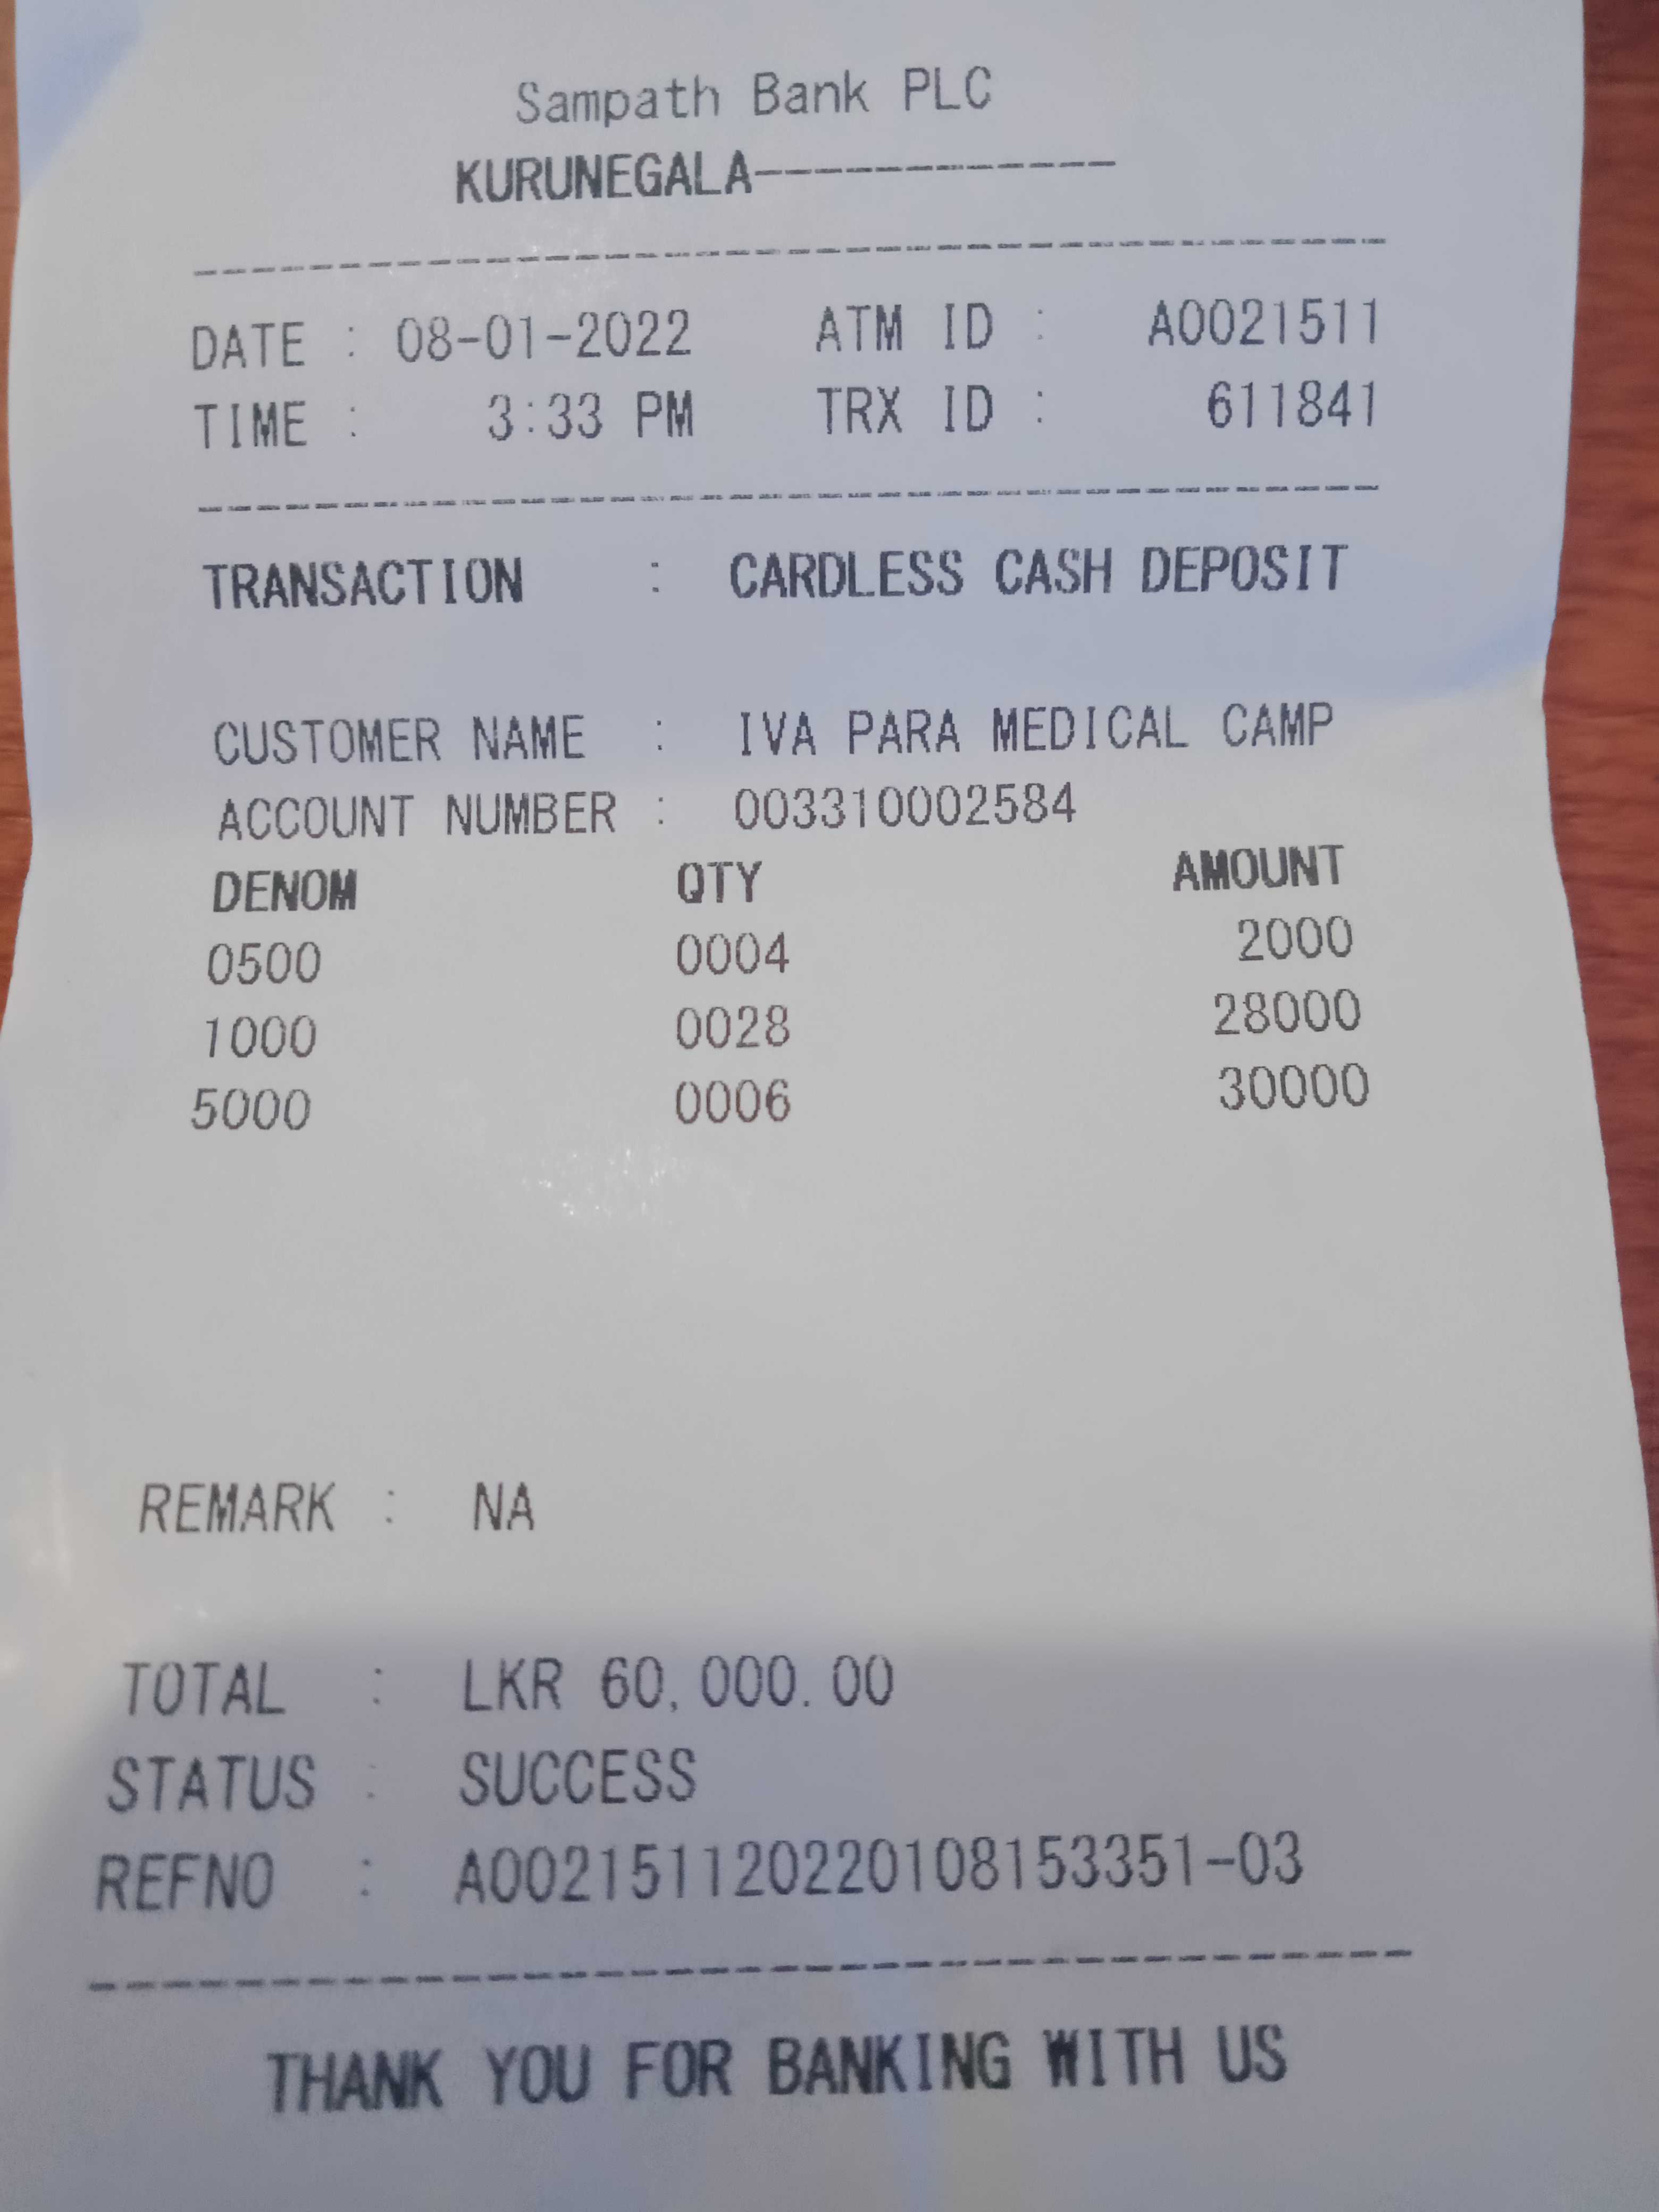 Sampath Bank PLC
KURUNEGALA-------------
-----------------------------------------
DATE : 08-01-2022 ATM ID : A0021511
TIME : 3:33 PM TRX ID : 611841
-----------------------------------------
TRANSACTION : CARDLESS CASH DEPOSIT
CUSTOMER NAME : IVA PARA MEDICAL CAMP
ACCOUNT NUMBER : 003310002584
DENOM QTY AMOUNT
0500 0004 2000
1000 0028 28000
5000 0006 30000
REMARK : NA
TOTAL : LKR 60,000.00
STATUS : SUCCESS
REFNO : A002151120220108153351-03
-----------------------------------------
THANK YOU FOR BANKING WITH US